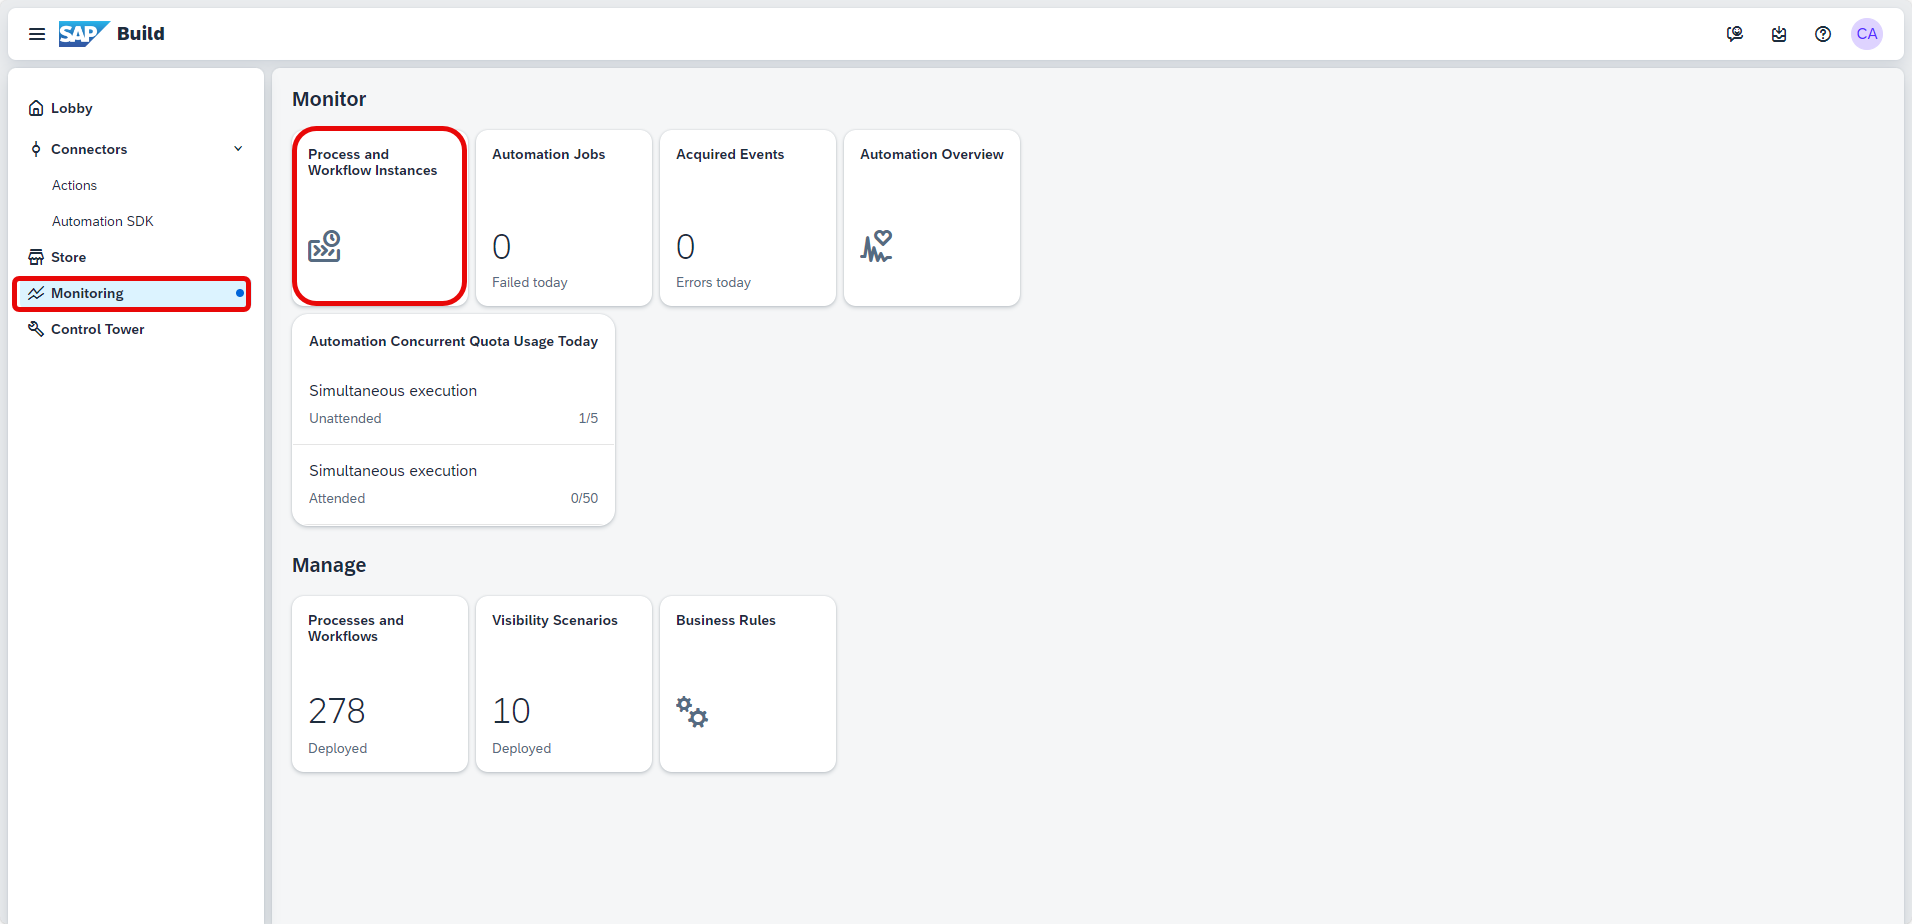 SAP Build
CA
Lobby
Connectors
Actions
Automation SDK
Store
Monitoring
Control Tower
Monitor
Process and
Workflow Instances
Automation Jobs
0
Failed today
Acquired Events
0
Errors today
Automation Overview
Automation Concurrent Quota Usage Today
Simultaneous execution
Unattended 1/5
Simultaneous execution
Attended 0/50
Manage
Processes and
Workflows
278
Deployed
Visibility Scenarios
10
Deployed
Business Rules